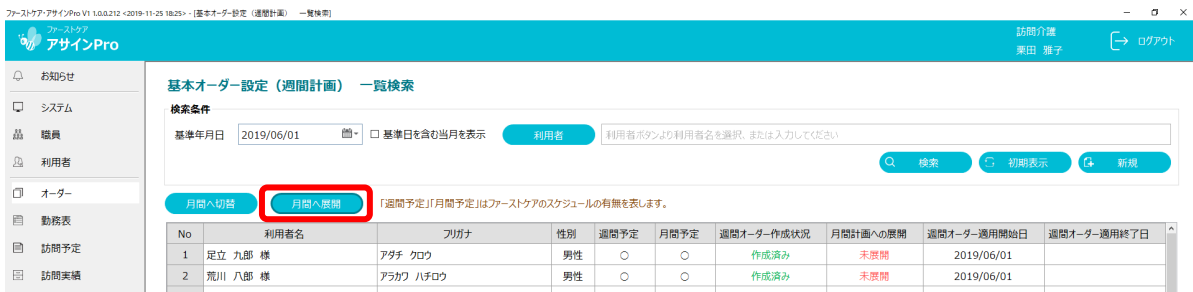 ファーストケア・アサインPro V1 1.0.0.212 <2019-11-25 18:25> - [基本オーダー設定（週間計画）　一覧検索]
ファーストケア
アサインPro
訪問介護
栗田 雅子
ログアウト
お知らせ
システム
職員
利用者
オーダー
勤務表
訪問予定
訪問実績
基本オーダー設定（週間計画）　一覧検索
検索条件
基準年月日 2019/06/01 基準日を含む当月を表示 利用者 利用者ボタンより利用者名を選択、または入力してください
検索 初期表示 新規
月間へ切替 月間へ展開 「週間予定」「月間予定」はファーストケアのスケジュールの有無を表します。
No 利用者名 フリガナ 性別 週間予定 月間予定 週間オーダー作成状況 月間計画への展開 週間オーダー適用開始日 週間オーダー適用終了日
1 足立 九郎 様 アダチ クロウ 男性 ○ ○ 作成済み 未展開 2019/06/01
2 荒川 八郎 様 アラカワ ハチロウ 男性 ○ ○ 作成済み 未展開 2019/06/01